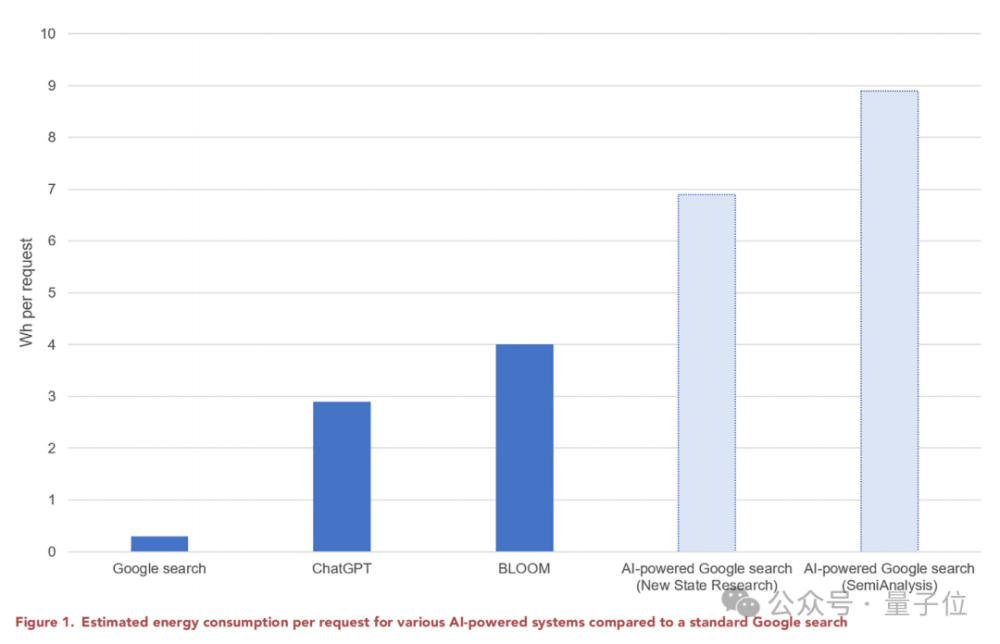 10
9
8
7
6
5
4
3
2
1
0
Wh per request
Google search
ChatGPT
BLOOM
AI-powered Google search
(New State Research)
AI-powered Google search
(SemiAnalysis)
公众号 · 量子位
Figure 1. Estimated energy consumption per request for various AI-powered systems compared to a standard Google search